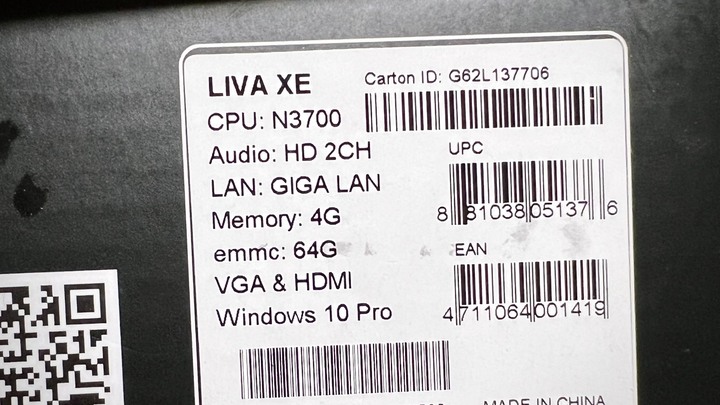 LIVA XE
Carton ID: G62L137706
CPU: N3700
Audio: HD 2CH
UPC
LAN: GIGA LAN
Memory: 4G
8 81038 05137 6
emmc: 64G
EAN
VGA & HDMI
Windows 10 Pro
4 711064 001419
MADE IN CHINA